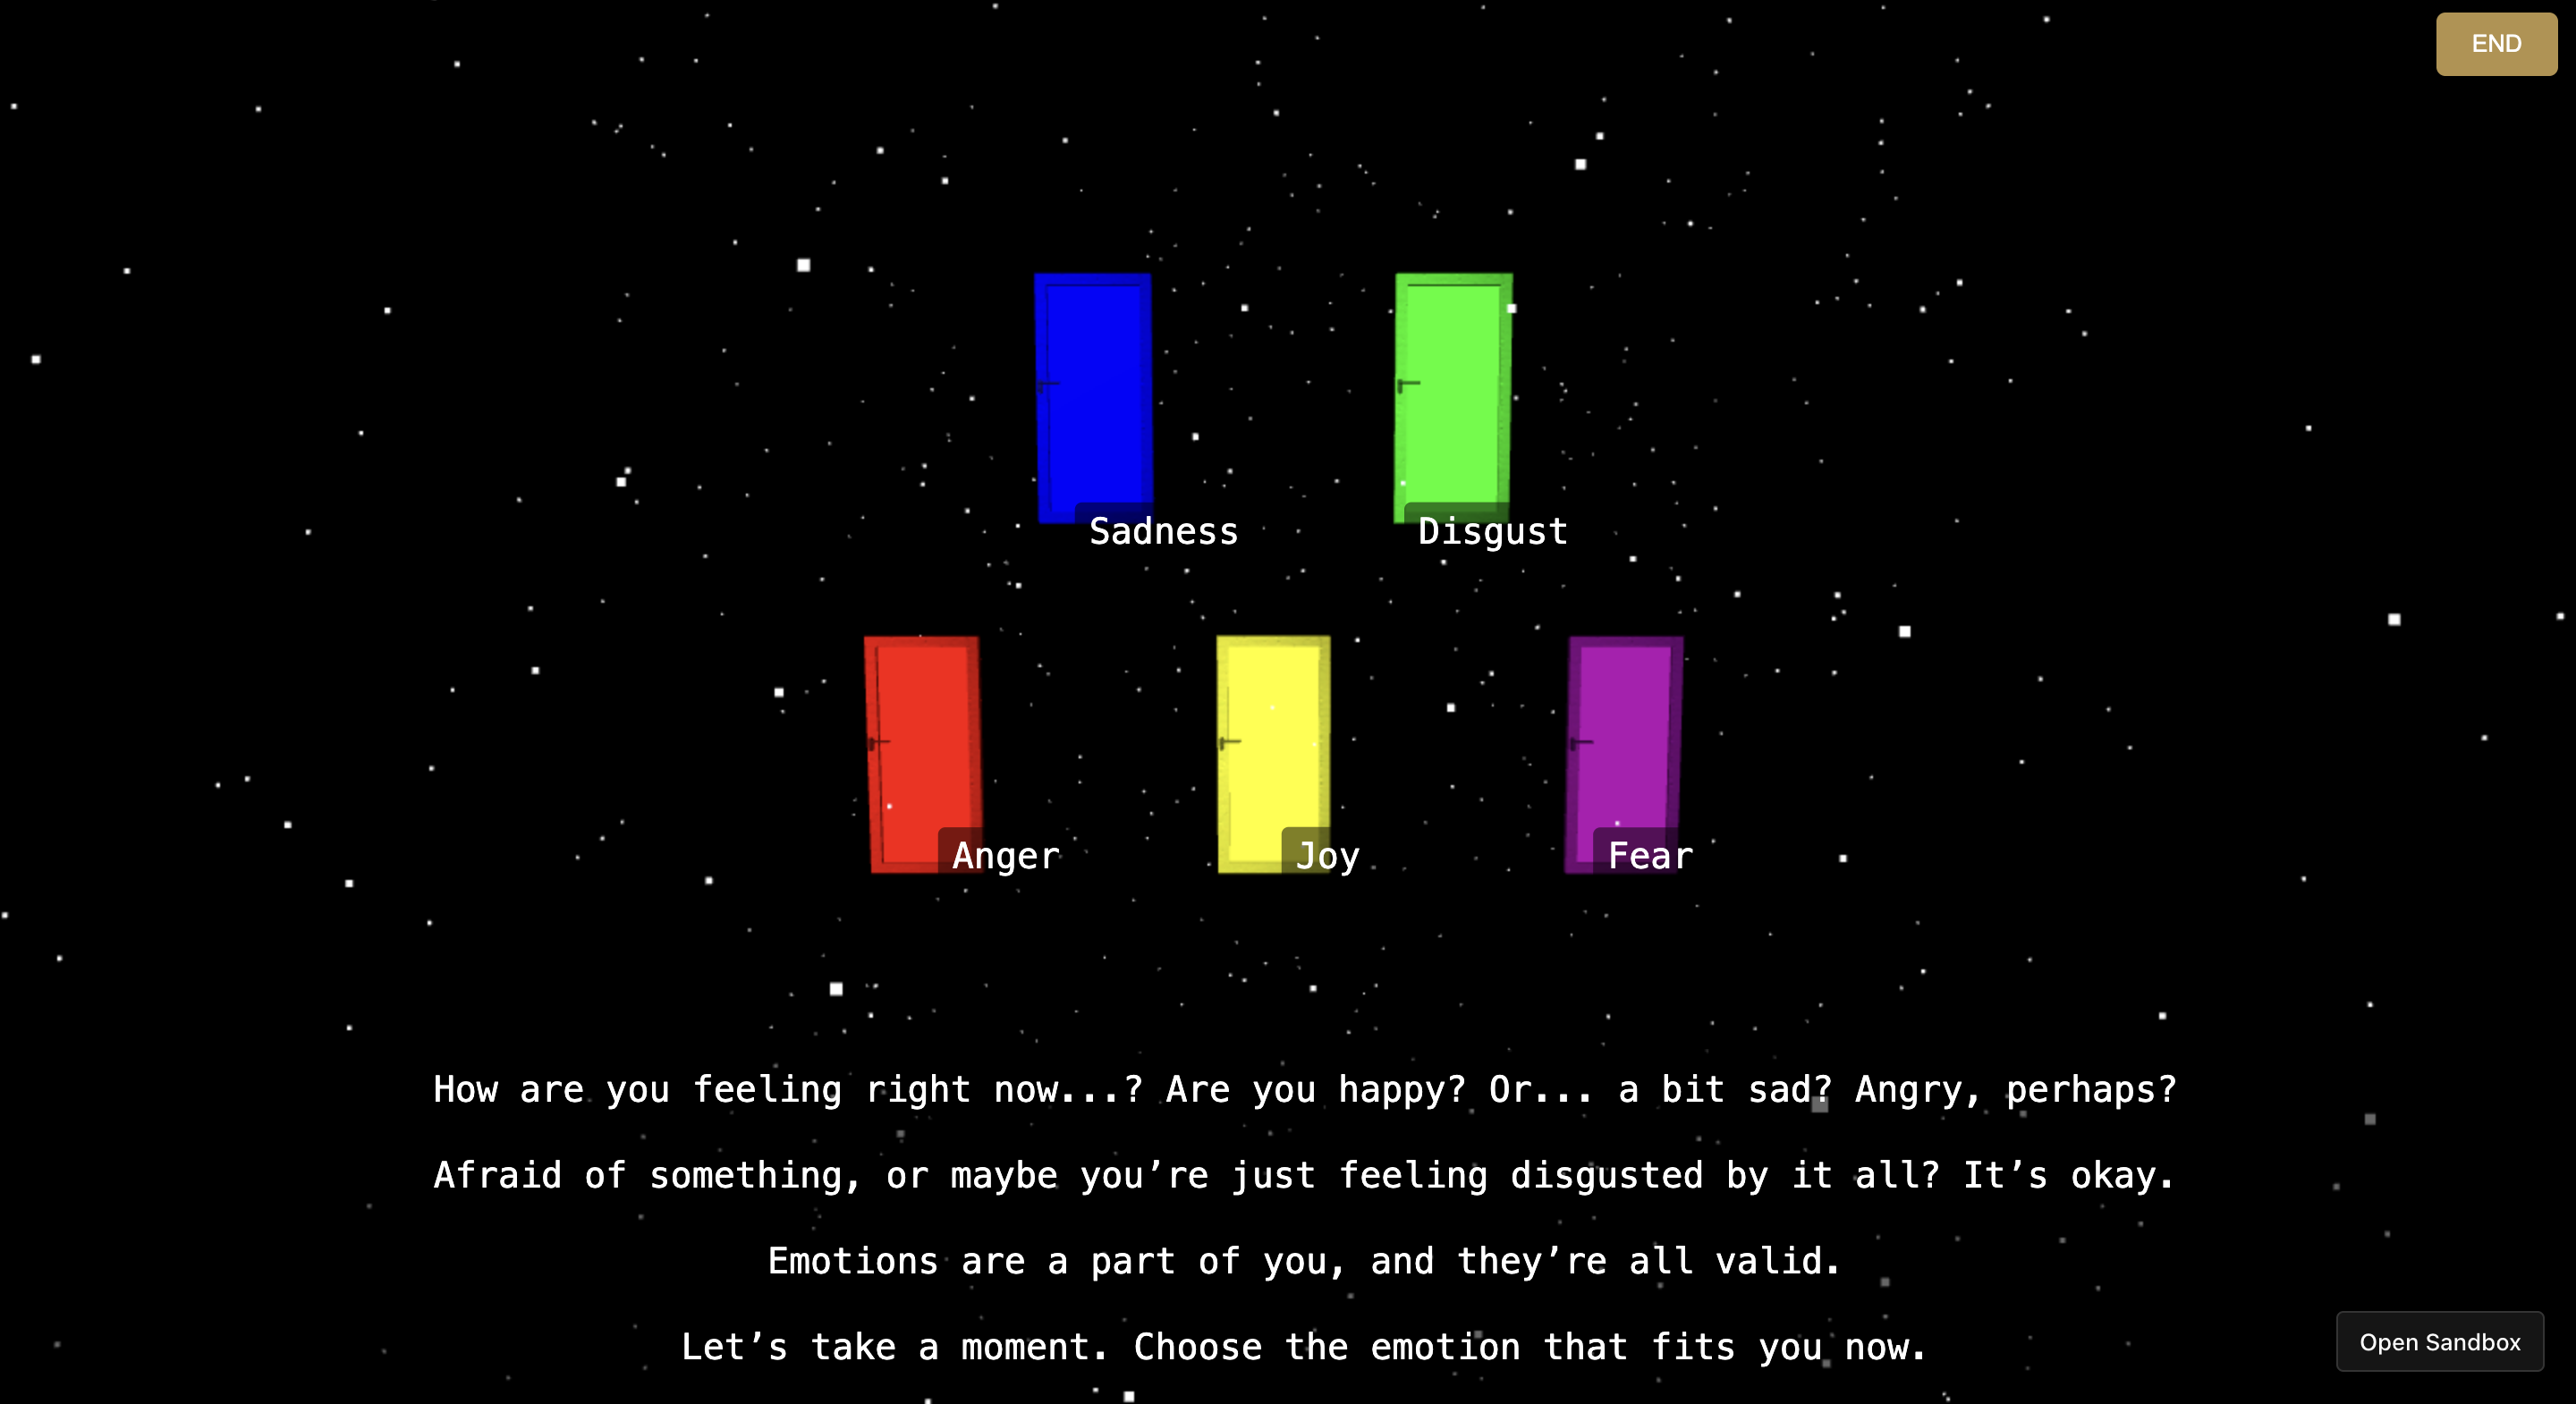 END
Sadness
Disgust
Anger
Joy
Fear
How are you feeling right now...? Are you happy? Or... a bit sad? Angry, perhaps?
Afraid of something, or maybe you’re just feeling disgusted by it all? It’s okay.
Emotions are a part of you, and they’re all valid.
Let’s take a moment. Choose the emotion that fits you now.
Open Sandbox